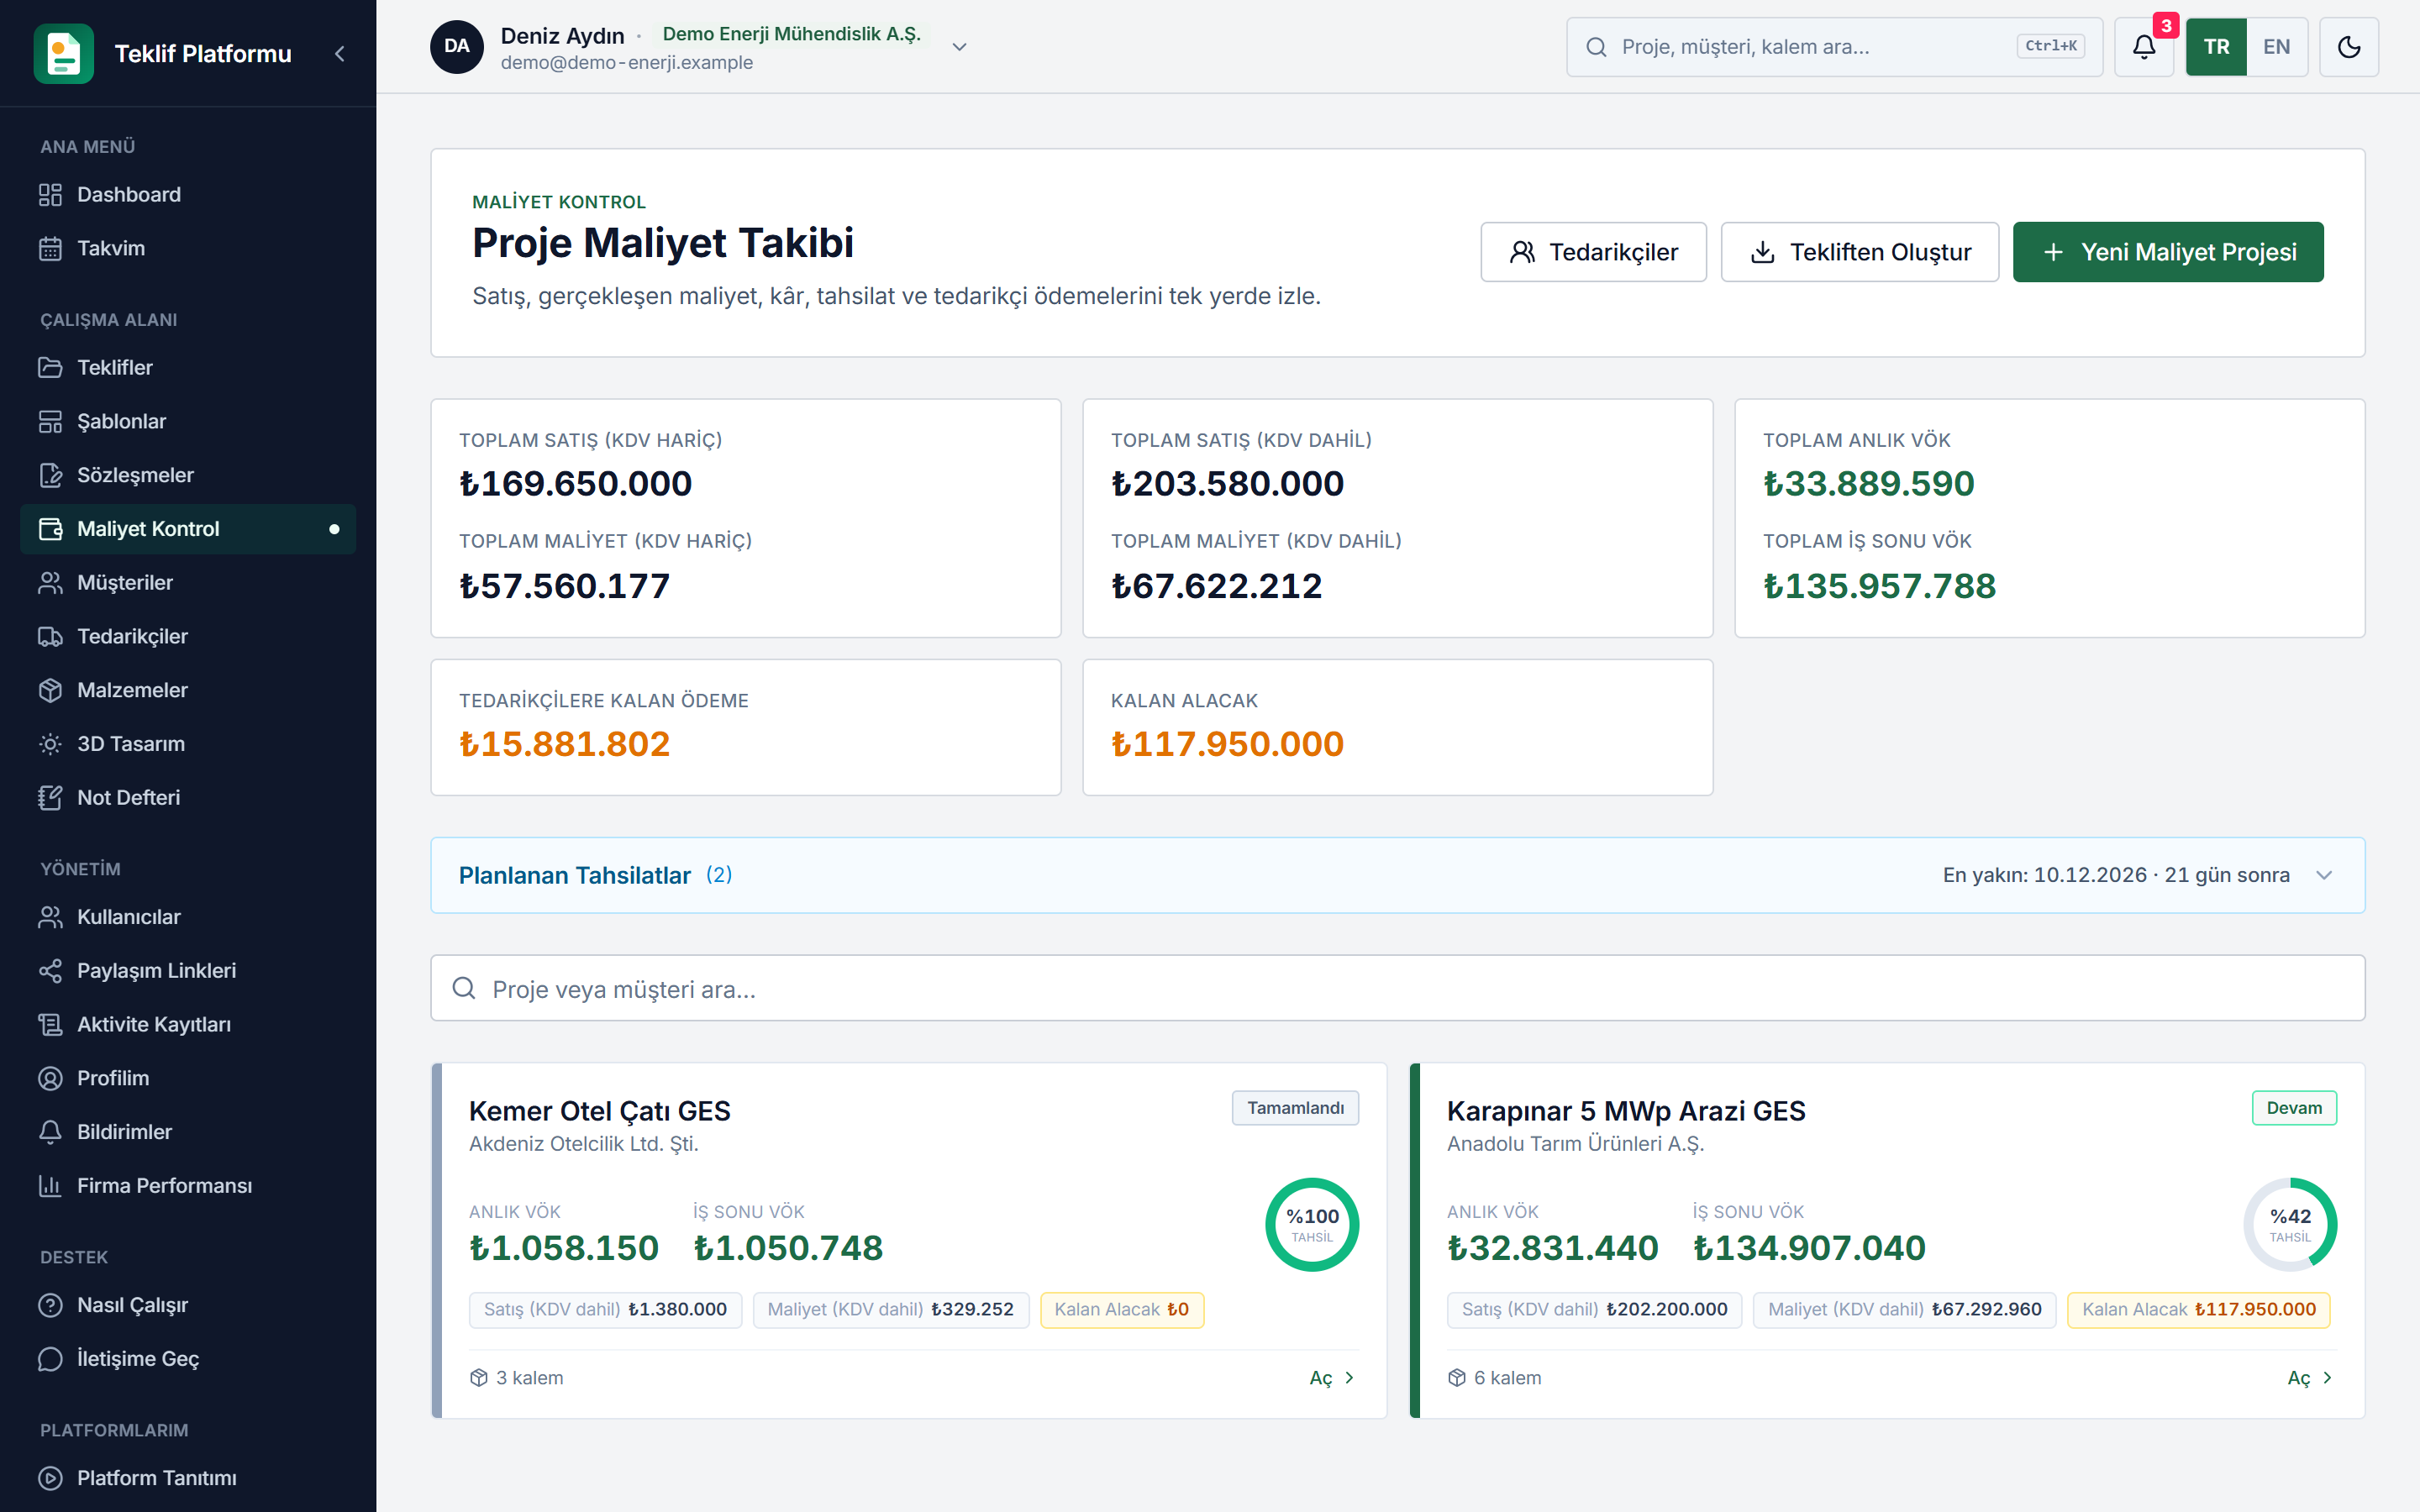 Teklif Platformu
ANA MENÜ
Dashboard
Takvim
ÇALIŞMA ALANI
Teklifler
Şablonlar
Sözleşmeler
Maliyet Kontrol
Müşteriler
Tedarikçiler
Malzemeler
3D Tasarım
Not Defteri
YÖNETİM
Kullanıcılar
Paylaşım Linkleri
Aktivite Kayıtları
Profilim
Bildirimler
Firma Performansı
DESTEK
Nasıl Çalışır
İletişime Geç
PLATFORMLARIM
Platform Tanıtımı
DA
Deniz Aydın · Demo Enerji Mühendislik A.Ş.
demo@demo-enerji.example
Proje, müşteri, kalem ara... Ctrl+K
3
TR EN
MALİYET KONTROL
Proje Maliyet Takibi
Satış, gerçekleşen maliyet, kâr, tahsilat ve tedarikçi ödemelerini tek yerde izle.
Tedarikçiler
Tekliften Oluştur
+ Yeni Maliyet Projesi
TOPLAM SATIŞ (KDV HARİÇ)
₺169.650.000
TOPLAM MALİYET (KDV HARİÇ)
₺57.560.177
TOPLAM SATIŞ (KDV DAHİL)
₺203.580.000
TOPLAM MALİYET (KDV DAHİL)
₺67.622.212
TOPLAM ANLIK VÖK
₺33.889.590
TOPLAM İŞ SONU VÖK
₺135.957.788
TEDARİKÇİLERE KALAN ÖDEME
₺15.881.802
KALAN ALACAK
₺117.950.000
Planlanan Tahsilatlar (2)
En yakın: 10.12.2026 · 21 gün sonra
Proje veya müşteri ara...
Kemer Otel Çatı GES
Tamamlandı
Akdeniz Otelcilik Ltd. Şti.
ANLIK VÖK
₺1.058.150
İŞ SONU VÖK
₺1.050.748
%100
TAHSİL
Satış (KDV dahil) ₺1.380.000
Maliyet (KDV dahil) ₺329.252
Kalan Alacak ₺0
3 kalem
Aç
Karapınar 5 MWp Arazi GES
Devam
Anadolu Tarım Ürünleri A.Ş.
ANLIK VÖK
₺32.831.440
İŞ SONU VÖK
₺134.907.040
%42
TAHSİL
Satış (KDV dahil) ₺202.200.000
Maliyet (KDV dahil) ₺67.292.960
Kalan Alacak ₺117.950.000
6 kalem
Aç